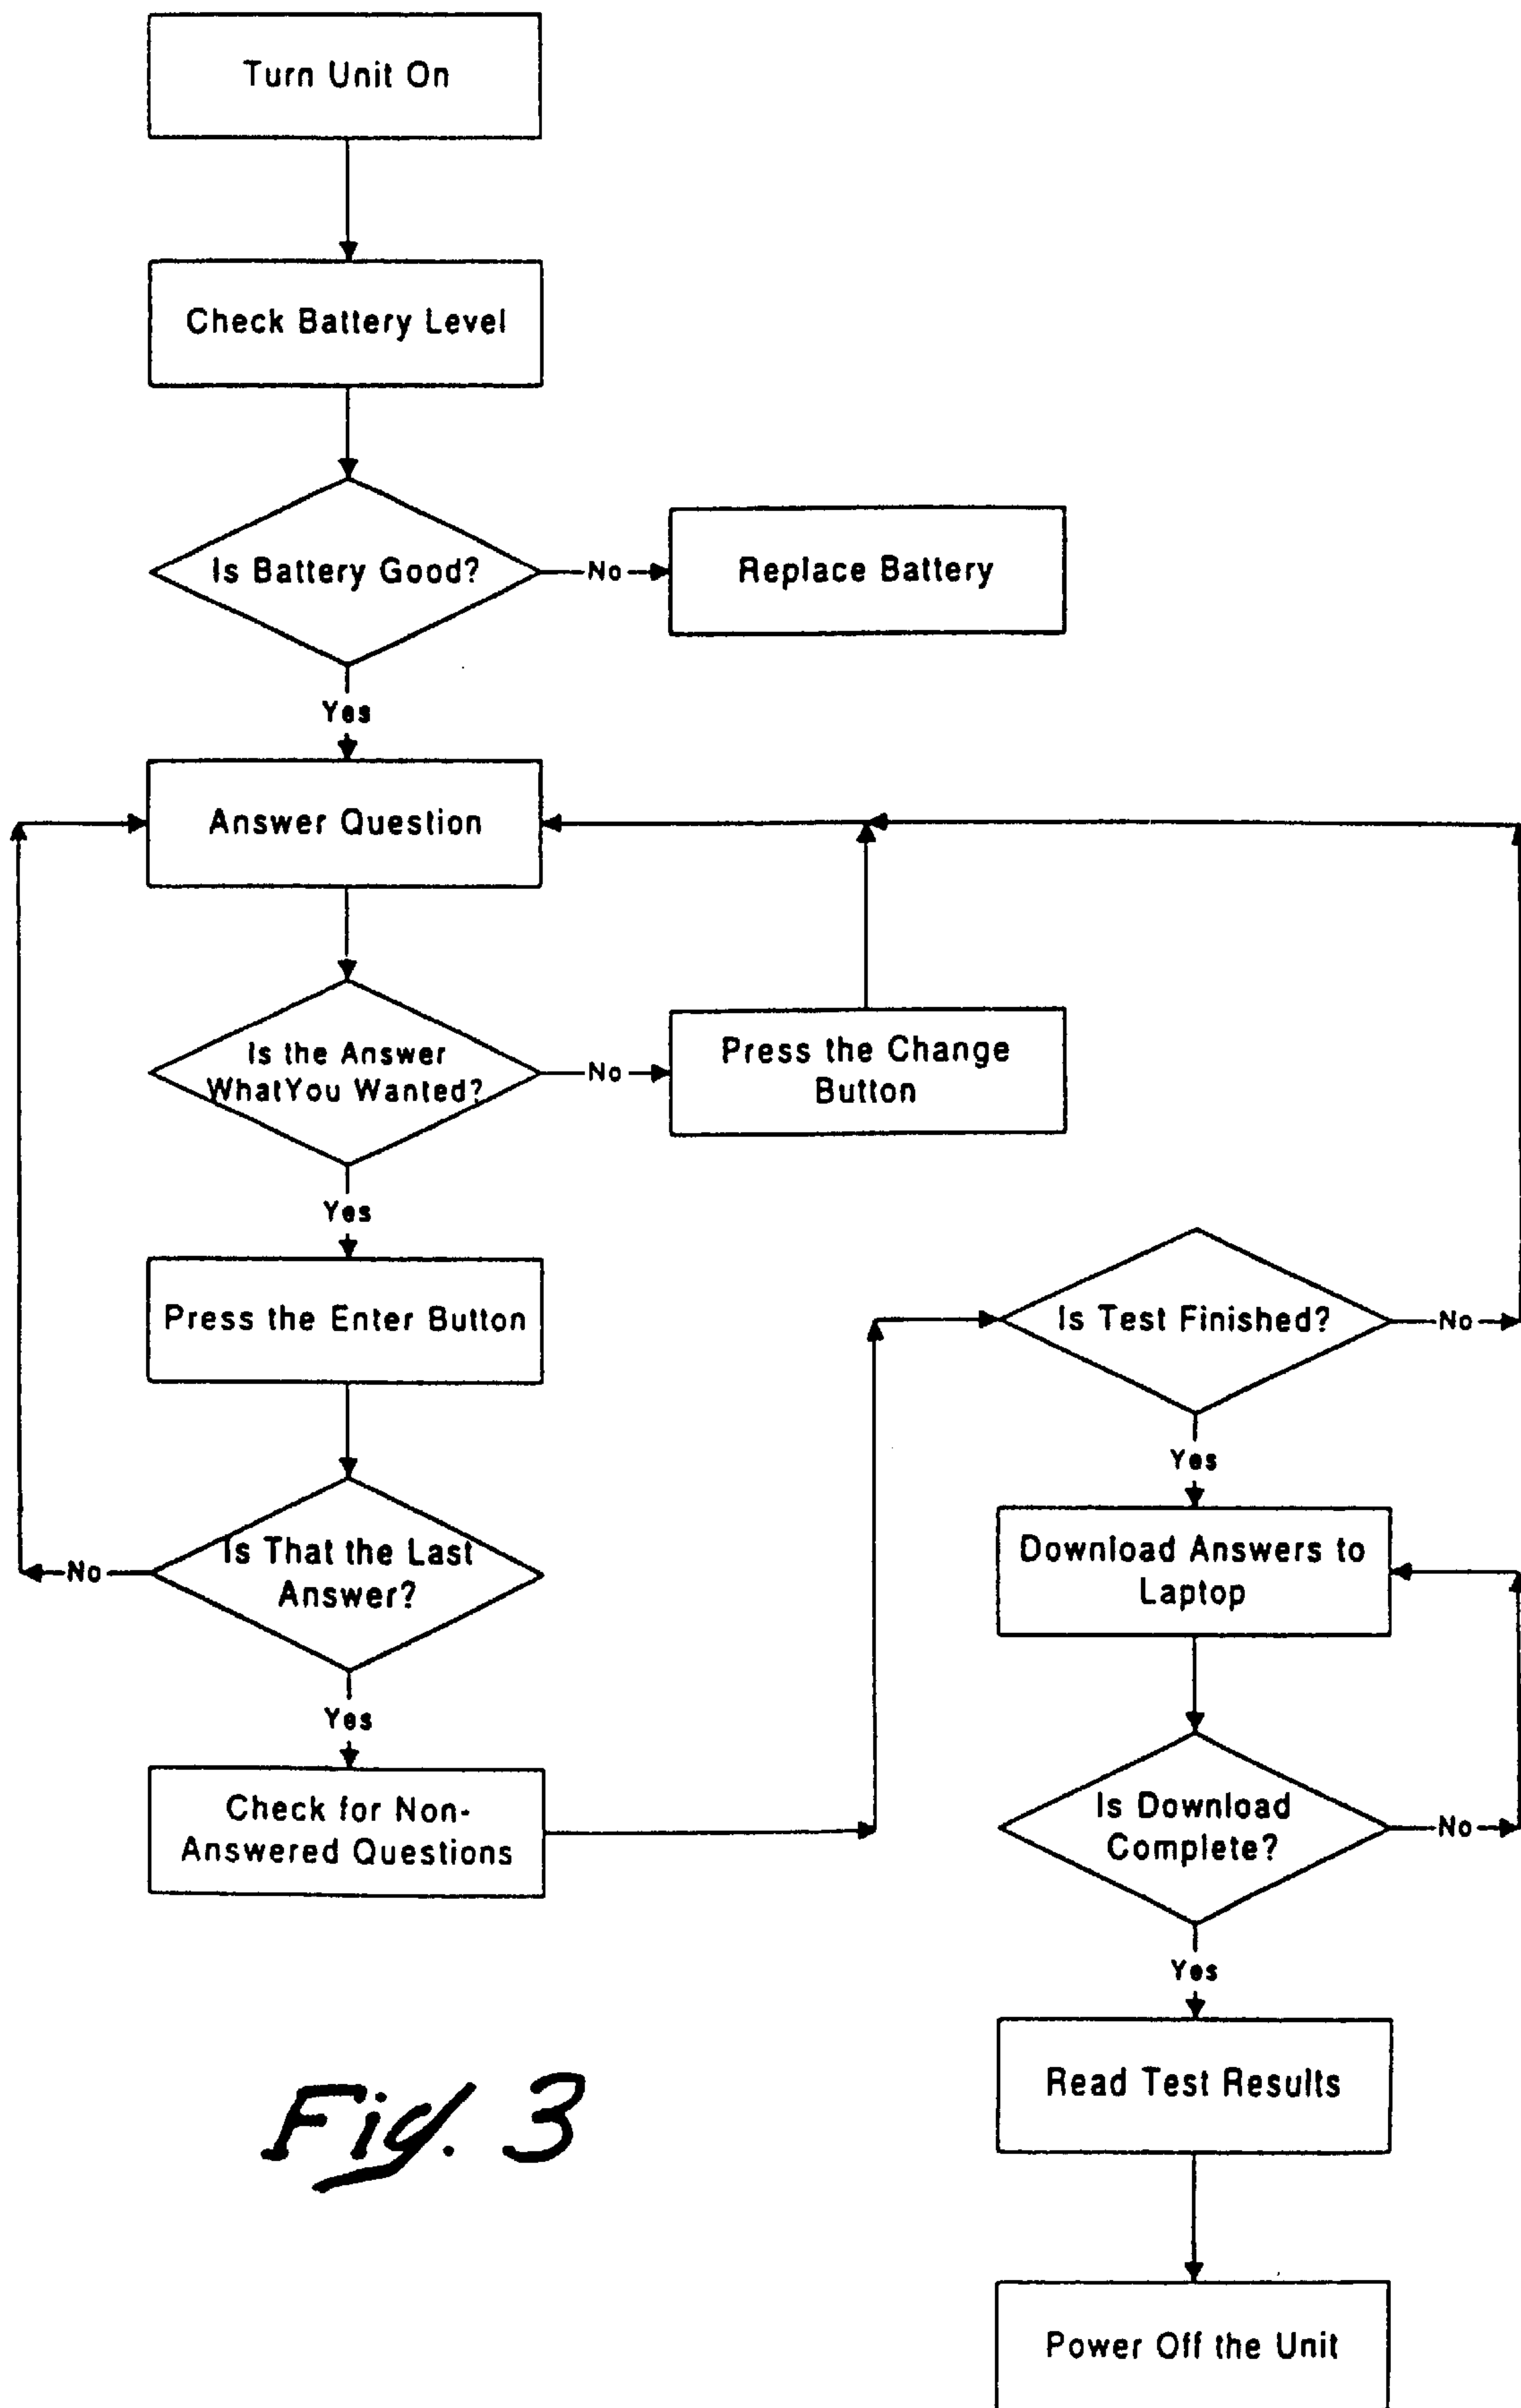 Turn Unit On
Check Battery Level
Is Battery Good?
No
Replace Battery
Yes
Answer Question
Is the Answer
WhatYou Wanted?
No
Press the Change
Button
Yes
Press the Enter Button
Is That the Last
Answer?
No
Yes
Check for Non-
Answered Questions
Is Test Finished?
No
Yes
Download Answers to
Laptop
Is Download
Complete?
No
Yes
Read Test Results
Power Off the Unit
Fig. 3